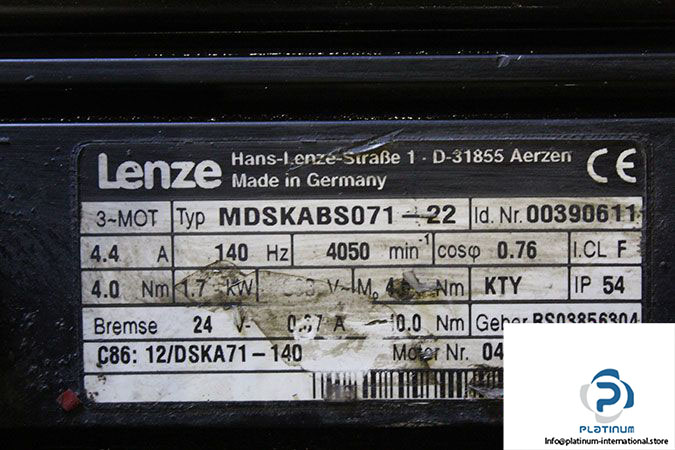 Lenze Hans-Lenze-Straße 1 · D-31855 Aerzen CE
Made in Germany
3~MOT Typ MDSKABS071-22 Id. Nr. 00390611
4.4 A 140 Hz 4050 min-1 cosφ 0.76 I.CL F
4.0 Nm 1.7 kW V~ Nm KTY IP 54
Bremse 24 V- A Nm Geber
C86: 12/DSKA71-140 Motor Nr. 04
PLATINUM
Info@platinum-international.store